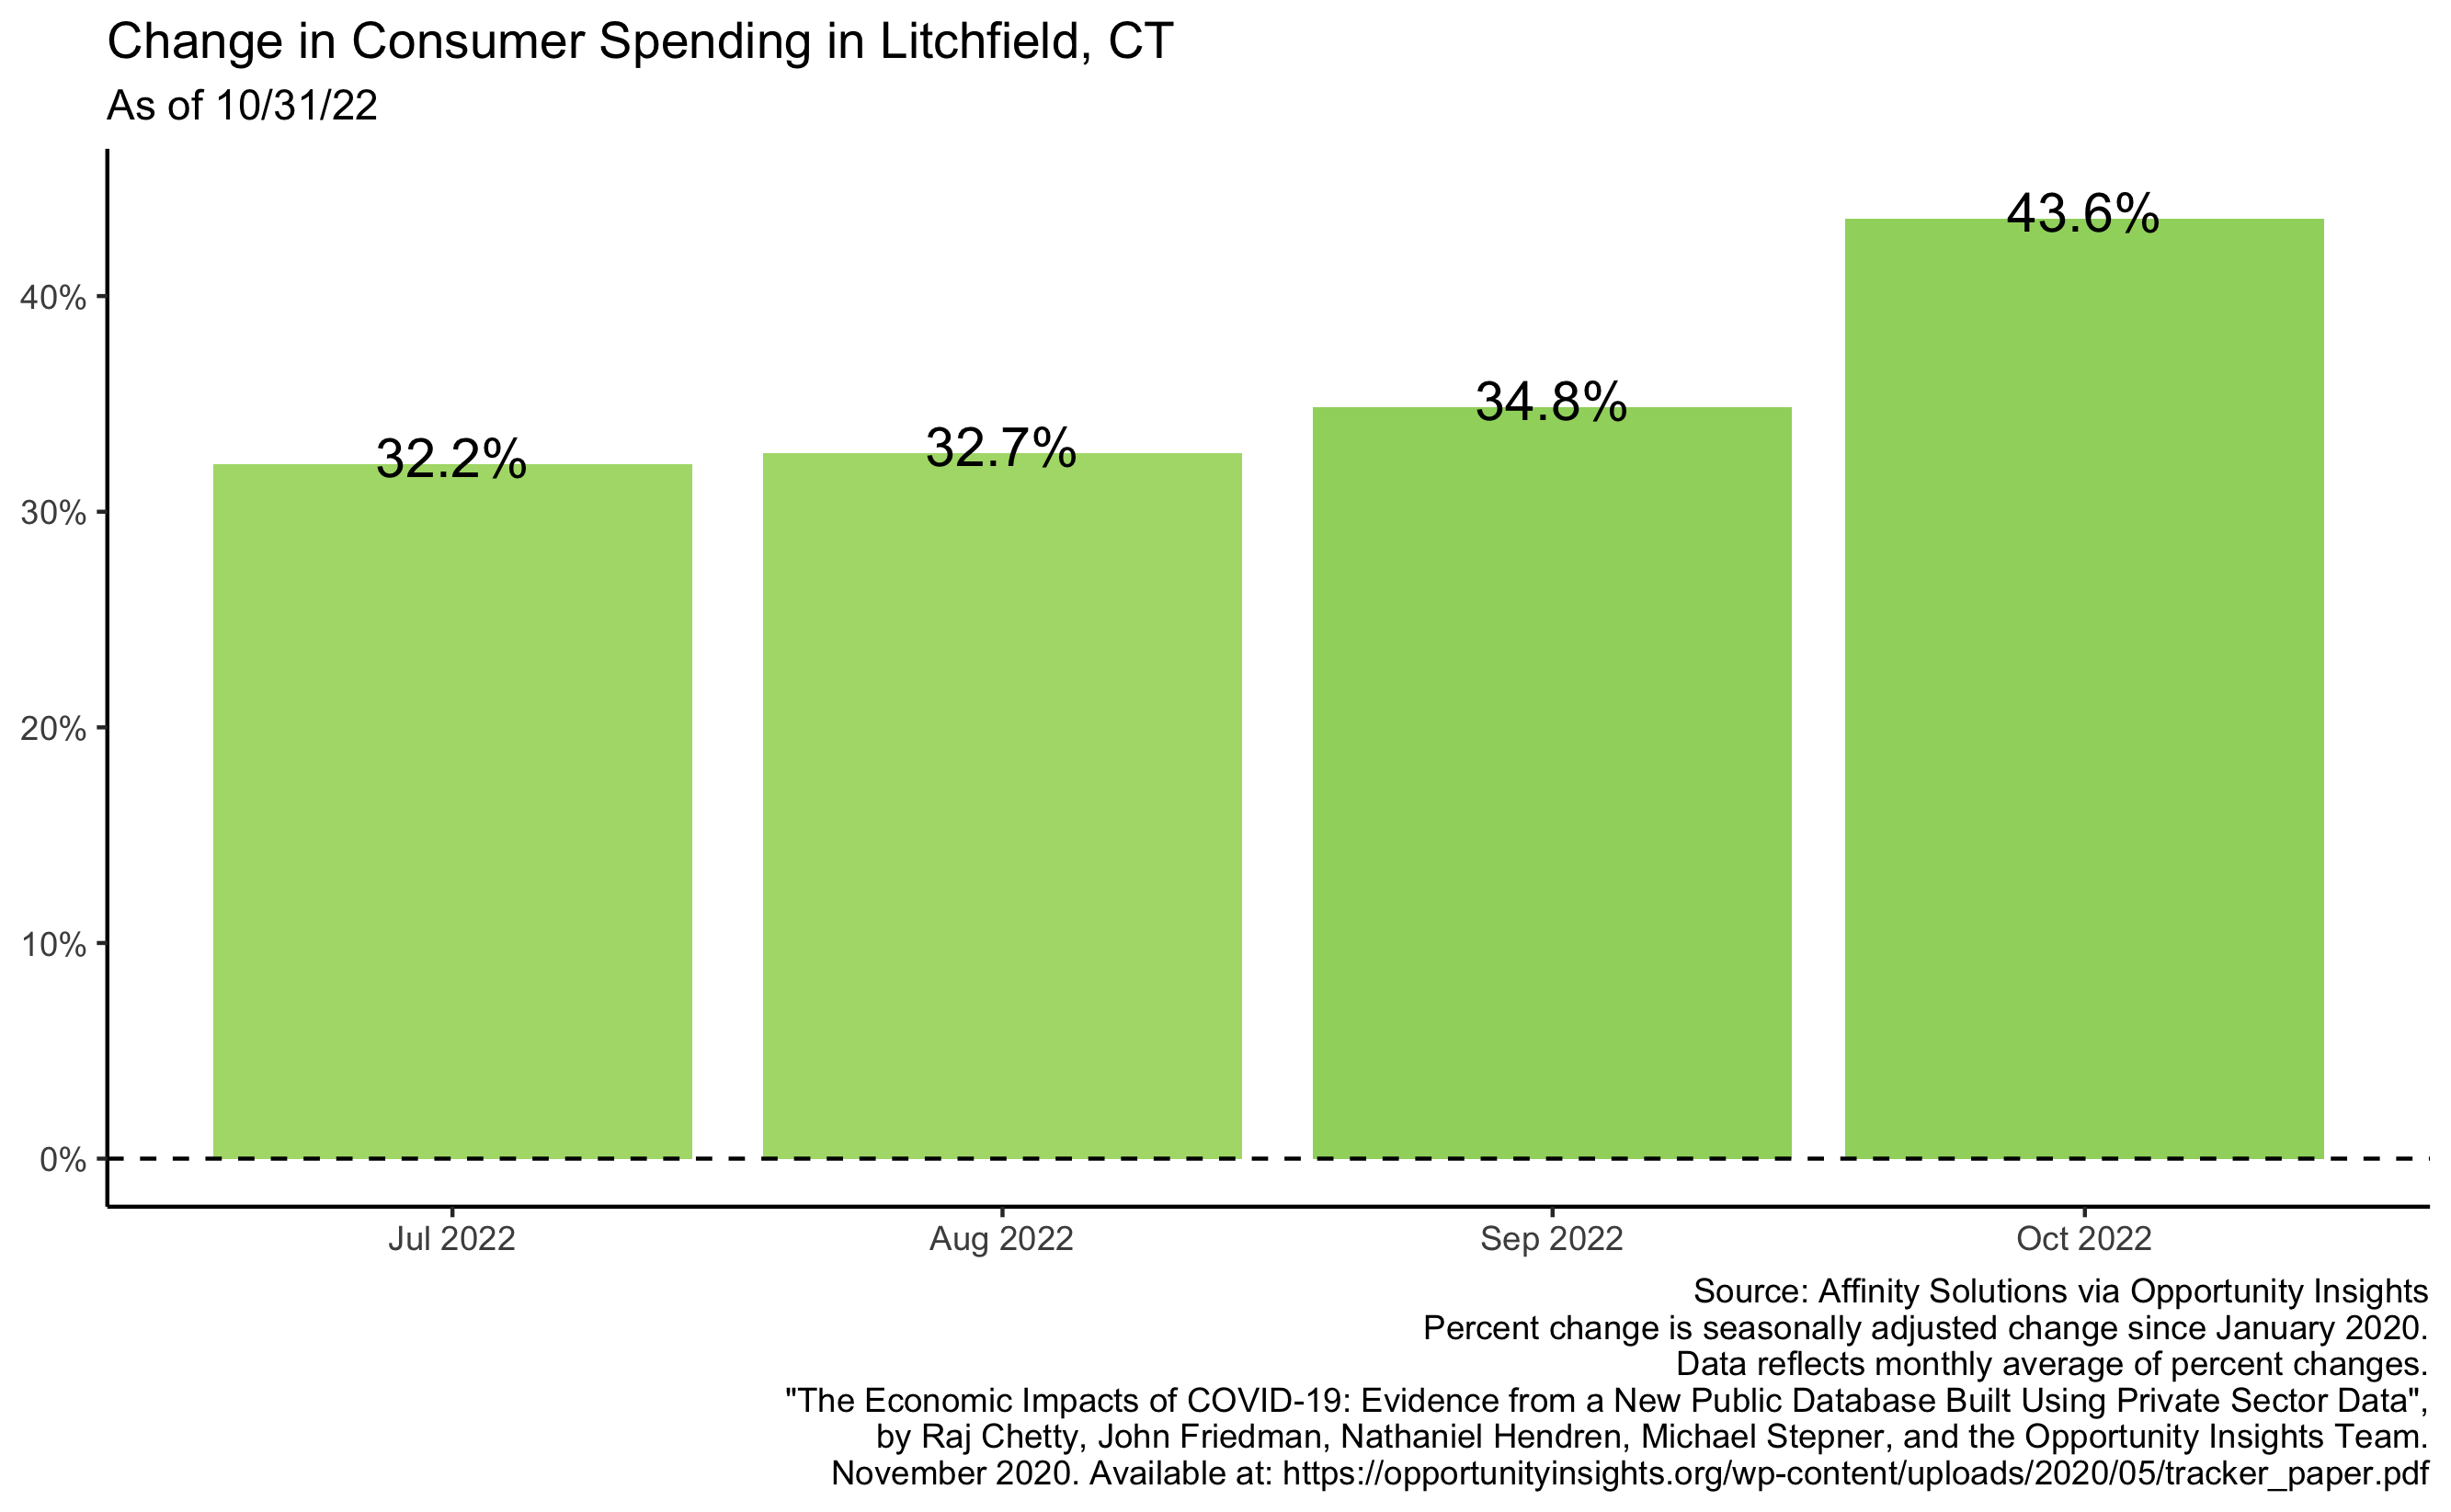 Change in Consumer Spending in Litchfield, CT
As of 10/31/22
43.6%
40%
34.8%
32.7%
32.2%
30%
20%
10%
0%
Jul 2022 Aug 2022 Sep 2022 Oct 2022
Source: Affinity Solutions via Opportunity Insights
Percent change is seasonally adjusted change since January 2020.
Data reflects monthly average of percent changes.
"The Economic Impacts of COVID-19: Evidence from a New Public Database Built Using Private Sector Data",
by Raj Chetty, John Friedman, Nathaniel Hendren, Michael Stepner, and the Opportunity Insights Team.
November 2020. Available at: https://opportunityinsights.org/wp-content/uploads/2020/05/tracker_paper.pdf